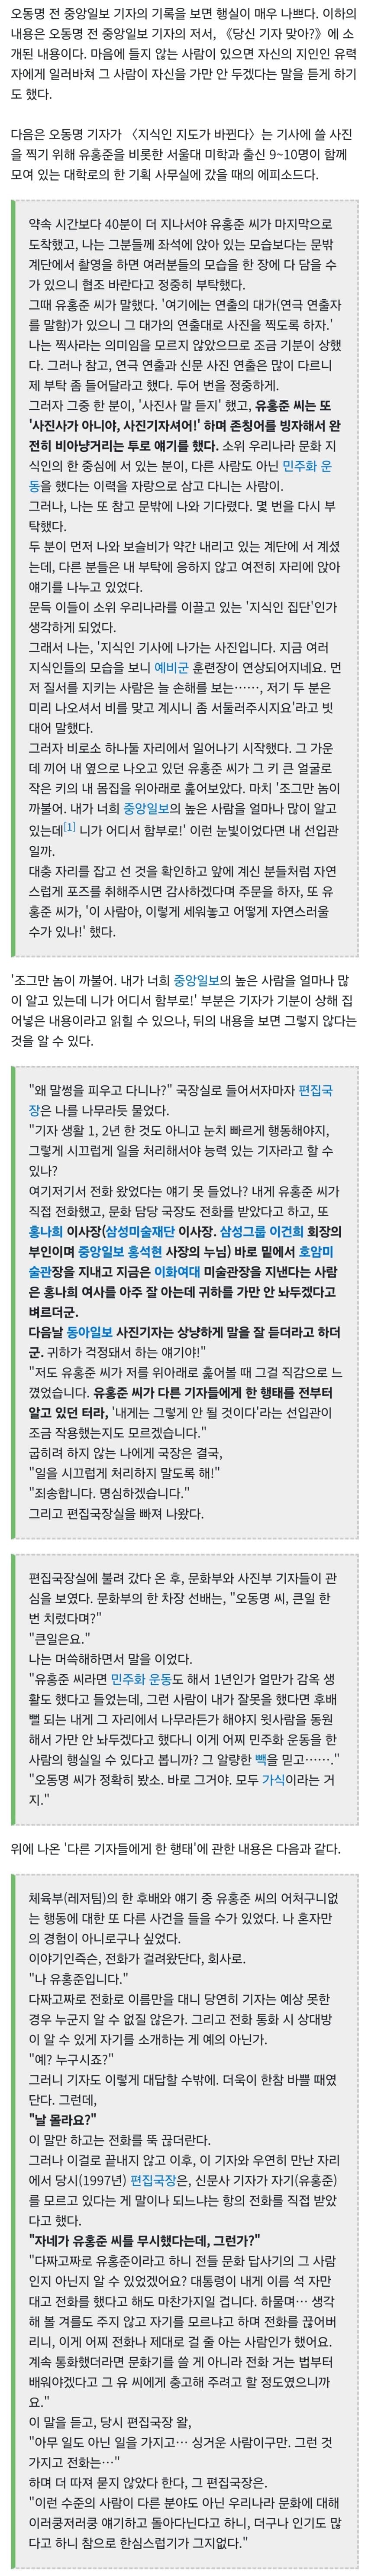 오동명 전 중앙일보 기자의 기록을 보면 행실이 매우 나쁘다. 이하의
내용은 오동명 전 중앙일보 기자의 저서, 《당신 기자 맞아?》에 소
개된 내용이다. 마음에 들지 않는 사람이 있으면 자신의 지인인 유력
자에게 일러바쳐 그 사람이 자신을 가만 안 두겠다는 말을 듣게 하기
도 했다.
다음은 오동명 기자가 〈지식인 지도가 바뀐다〉는 기사에 쓸 사진
을 찍기 위해 유홍준을 비롯한 서울대 미학과 출신 9~10명이 함께
모여 있는 대학로의 한 기획 사무실에 갔을 때의 에피소드다.
약속 시간보다 40분이 더 지나서야 유홍준 씨가 마지막으로
도착했고, 나는 그분들께 좌석에 앉아 있는 모습보다는 문밖
계단에서 촬영을 하면 여러분들의 모습을 한 장에 다 담을 수
가 있으니 협조 바란다고 정중히 부탁했다.
그때 유홍준 씨가 말했다. '여기에는 연출의 대가(연극 연출자
를 말함)가 있으니 그 대가의 연출대로 사진을 찍도록 하자.'
나는 찍사라는 의미임을 모르지 않았으므로 조금 기분이 상했
다. 그러나 참고, 연극 연출과 신문 사진 연출은 많이 다르니
제 부탁 좀 들어달라고 했다. 두어 번을 정중하게.
그러자 그중 한 분이, '사진사 말 듣지' 했고, 유홍준 씨는 또
'사진사가 아니야, 사진기자셔어!' 하며 존칭어를 빙자해서 완
전히 비아냥거리는 투로 얘기를 했다. 소위 우리나라 문화 지
식인의 한 중심에 서 있는 분이, 다른 사람도 아닌 민주화 운
동을 했다는 이력을 자랑으로 삼고 다니는 사람이.
그러나, 나는 또 참고 문밖에 나와 기다렸다. 몇 번을 다시 부
탁했다.
두 분이 먼저 나와 보슬비가 약간 내리고 있는 계단에 서 계셨
는데, 다른 분들은 내 부탁에 응하지 않고 여전히 자리에 앉아
얘기를 나누고 있었다.
문득 이들이 소위 우리나라를 이끌고 있는 '지식인 집단'인가
생각하게 되었다.
그래서 나는, '지식인 기사에 나가는 사진입니다. 지금 여러
지식인들의 모습을 보니 예비군 훈련장이 연상되어지네요. 먼
저 질서를 지키는 사람은 늘 손해를 보는……, 저기 두 분은
미리 나오셔서 비를 맞고 계시니 좀 서둘러주시지요'라고 빗
대어 말했다.
그러자 비로소 하나둘 자리에서 일어나기 시작했다. 그 가운
데 끼어 내 옆으로 나오고 있던 유홍준 씨가 그 키 큰 얼굴로
작은 키의 내 몸집을 위아래로 훑어보았다. 마치 '조그만 놈이
까불어. 내가 너희 중앙일보의 높은 사람을 얼마나 많이 알고
있는데[1] 니가 어디서 함부로!' 이런 눈빛이었다면 내 선입관
일까.
대충 자리를 잡고 선 것을 확인하고 앞에 계신 분들처럼 자연
스럽게 포즈를 취해주시면 감사하겠다며 주문을 하자, 또 유
홍준 씨가, '이 사람아, 이렇게 세워놓고 어떻게 자연스러울
수가 있나!' 했다.
'조그만 놈이 까불어. 내가 너희 중앙일보의 높은 사람을 얼마나 많
이 알고 있는데 니가 어디서 함부로!' 부분은 기자가 기분이 상해 집
어넣은 내용이라고 읽힐 수 있으나, 뒤의 내용을 보면 그렇지 않다는
것을 알 수 있다.
"왜 말썽을 피우고 다니나?" 국장실로 들어서자마자 편집국
장은 나를 나무라듯 물었다.
"기자 생활 1, 2년 한 것도 아니고 눈치 빠르게 행동해야지,
그렇게 시끄럽게 일을 처리해서야 능력 있는 기자라고 할 수
있나?
여기저기서 전화 왔었다는 얘기 못 들었나? 내게 유홍준 씨가
직접 전화했고, 문화 담당 국장도 전화를 받았다고 하고, 또
홍나희 이사장(삼성미술재단 이사장. 삼성그룹 이건희 회장의
부인이며 중앙일보 홍석현 사장의 누님) 바로 밑에서 호암미
술관장을 지내고 지금은 이화여대 미술관장을 지낸다는 사람
은 홍나희 여사를 아주 잘 아는데 귀하를 가만 안 놔두겠다고
벼르더군.
다음날 동아일보 사진기자는 상냥하게 말을 잘 듣더라고 하더
군. 귀하가 걱정돼서 하는 얘기야!"
"저도 유홍준 씨가 저를 위아래로 훑어볼 때 그걸 직감으로 느
꼈었습니다. 유홍준 씨가 다른 기자들에게 한 행태를 전부터
알고 있던 터라, '내게는 그렇게 안 될 것이다'라는 선입관이
조금 작용했는지도 모르겠습니다."
굽히려 하지 않는 나에게 국장은 결국,
"일을 시끄럽게 처리하지 말도록 해!"
"죄송합니다. 명심하겠습니다."
그리고 편집국장실을 빠져 나왔다.
편집국장실에 불려 갔다 온 후, 문화부와 사진부 기자들이 관
심을 보였다. 문화부의 한 차장 선배는, "오동명 씨, 큰일 한
번 치렀다며?"
"큰일은요."
나는 머쓱해하면서 말을 이었다.
"유홍준 씨라면 민주화 운동도 해서 1년인가 얼만가 감옥 생
활도 했다고 들었는데, 그런 사람이 내가 잘못을 했다면 후배
뻘 되는 내게 그 자리에서 나무라든가 해야지 윗사람을 동원
해서 가만 안 놔두겠다고 했다니 이게 어찌 민주화 운동을 한
사람의 행실일 수 있다고 봅니까? 그 알량한 빽을 믿고……."
"오동명 씨가 정확히 봤소. 바로 그거야. 모두 가식이라는 거
지."
위에 나온 '다른 기자들에게 한 행태'에 관한 내용은 다음과 같다.
체육부(레저팀)의 한 후배와 얘기 중 유홍준 씨의 어처구니없
는 행동에 대한 또 다른 사건을 들을 수가 있었다. 나 혼자만
의 경험이 아니로구나 싶었다.
이야기인즉슨, 전화가 걸려왔단다, 회사로.
"나 유홍준입니다."
다짜고짜로 전화로 이름만을 대니 당연히 기자는 예상 못한
경우 누군지 알 수 없질 않은가. 그리고 전화 통화 시 상대방
이 알 수 있게 자기를 소개하는 게 예의 아닌가.
"예? 누구시죠?"
그러니 기자도 이렇게 대답할 수밖에. 더욱이 한참 바쁠 때였
단다. 그런데,
"날 몰라요?"
이 말만 하고는 전화를 뚝 끊더란다.
그러나 이걸로 끝내지 않고 이후, 이 기자와 우연히 만난 자리
에서 당시(1997년) 편집국장은, 신문사 기자가 자기(유홍준)
를 모르고 있다는 게 말이나 되느냐는 항의 전화를 직접 받았
다고 했다.
"자네가 유홍준 씨를 무시했다는데, 그런가?"
"다짜고짜로 유홍준이라고 하니 전들 문화 답사기의 그 사람
인지 아닌지 알 수 있었겠어요? 대통령이 내게 이름 석 자만
대고 전화를 했다고 해도 마찬가지일 겁니다. 하물며… 생각
해 볼 겨를도 주지 않고 자기를 모르냐고 하며 전화를 끊어버
리니, 이게 어찌 전화나 제대로 걸 줄 아는 사람인가 했어요.
계속 통화했더라면 문화기를 쓸 게 아니라 전화 거는 법부터
배워야겠다고 그 유 씨에게 충고해 주려고 할 정도였으니까
요."
이 말을 듣고, 당시 편집국장 왈,
"아무 일도 아닌 일을 가지고… 싱거운 사람이구만. 그런 것
가지고 전화는…"
하며 더 따져 묻지 않았다 한다, 그 편집국장은.
"이런 수준의 사람이 다른 분야도 아닌 우리나라 문화에 대해
이러쿵저러쿵 얘기하고 돌아다닌다고 하니, 더구나 인기도 많
다고 하니 참으로 한심스럽기가 그지없다."